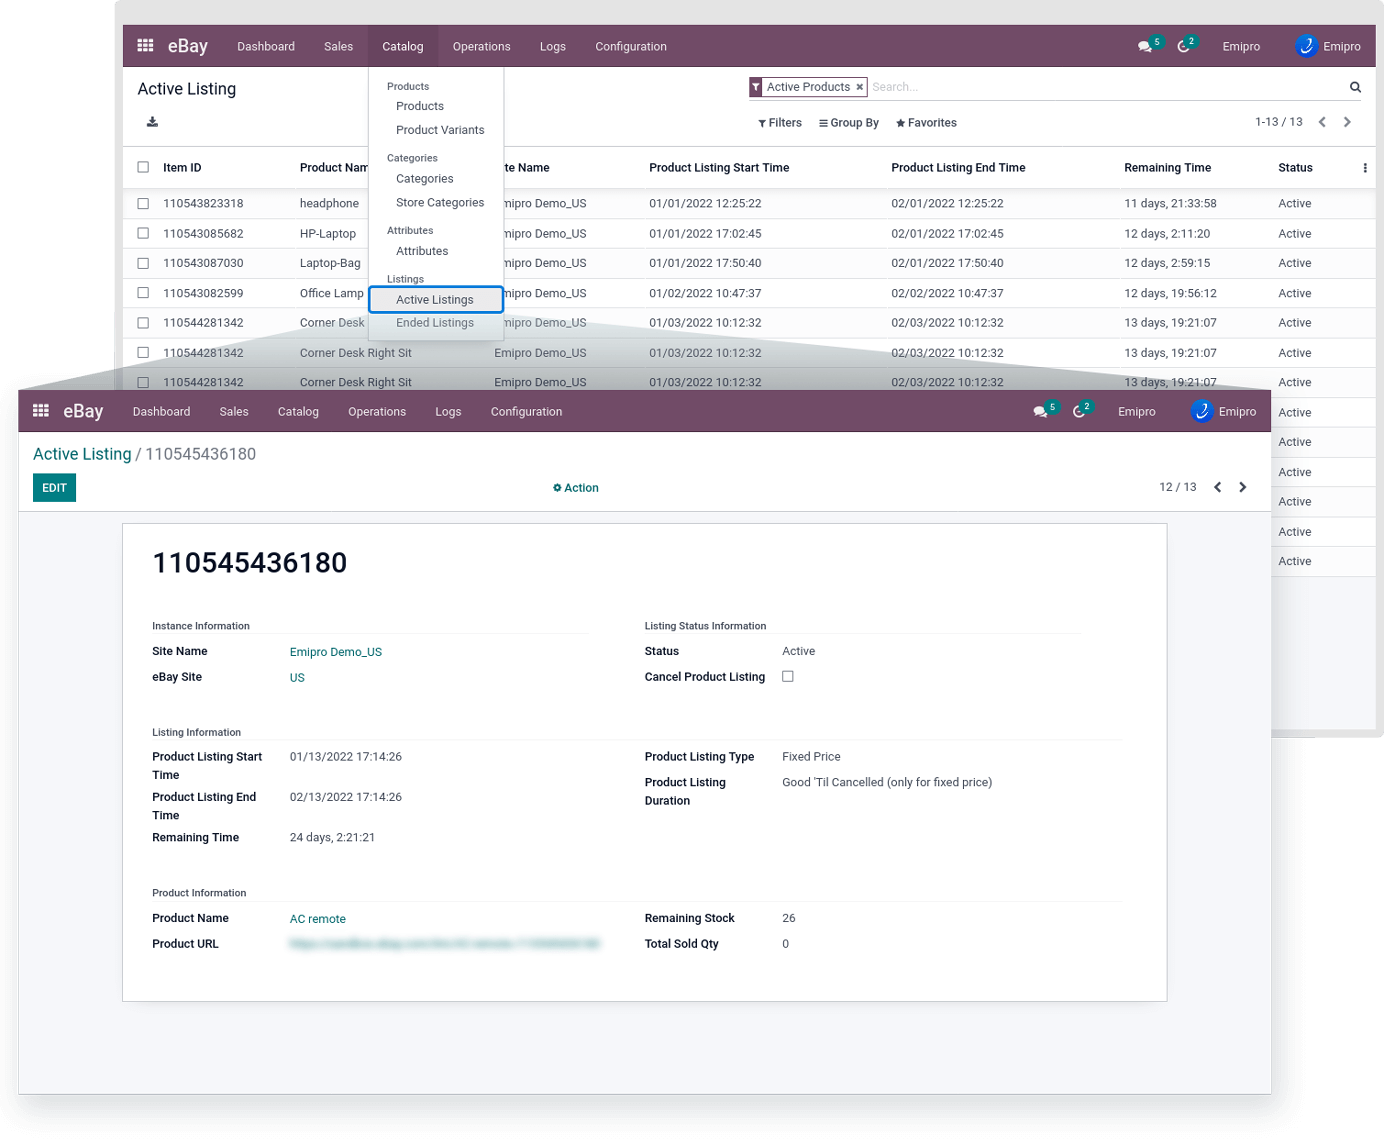 eBay Dashboard Sales Catalog Operations Logs Configuration 5 2 Emipro Emipro
Active Listing
Active Products × Search...
Filters Group By Favorites 1-13 / 13
Products
Products
Product Variants
Categories
Categories
Store Categories
Attributes
Attributes
Listings
Active Listings
Ended Listings
Item ID Product Nam te Name Product Listing Start Time Product Listing End Time Remaining Time Status
110543823318 headphone mipro Demo_US 01/01/2022 12:25:22 02/01/2022 12:25:22 11 days, 21:33:58 Active
110543085682 HP-Laptop mipro Demo_US 01/01/2022 17:02:45 02/01/2022 17:02:45 12 days, 2:11:20 Active
110543087030 Laptop-Bag mipro Demo_US 01/01/2022 17:50:40 02/01/2022 17:50:40 12 days, 2:59:15 Active
110543082599 Office Lamp mipro Demo_US 01/02/2022 10:47:37 02/02/2022 10:47:37 12 days, 19:56:12 Active
110544281342 Corner Desk mipro Demo_US 01/03/2022 10:12:32 02/03/2022 10:12:32 13 days, 19:21:07 Active
110544281342 Corner Desk Right Sit Emipro Demo_US 01/03/2022 10:12:32 02/03/2022 10:12:32 13 days, 19:21:07 Active
110544281342 Corner Desk Right Sit Emipro Demo_US 01/03/2022 10:12:32 02/03/2022 10:12:32 13 days, 19:21:07 Active
Active
Active
Active
Active
Active
Active
eBay Dashboard Sales Catalog Operations Logs Configuration 5 2 Emipro Emipro
Active Listing / 110545436180
EDIT Action 12 / 13
110545436180
Instance Information
Site Name Emipro Demo_US
eBay Site US
Listing Status Information
Status Active
Cancel Product Listing
Listing Information
Product Listing Start Time 01/13/2022 17:14:26
Product Listing End Time 02/13/2022 17:14:26
Remaining Time 24 days, 2:21:21
Product Listing Type Fixed Price
Product Listing Duration Good 'Til Cancelled (only for fixed price)
Product Information
Product Name AC remote
Product URL
Remaining Stock 26
Total Sold Qty 0